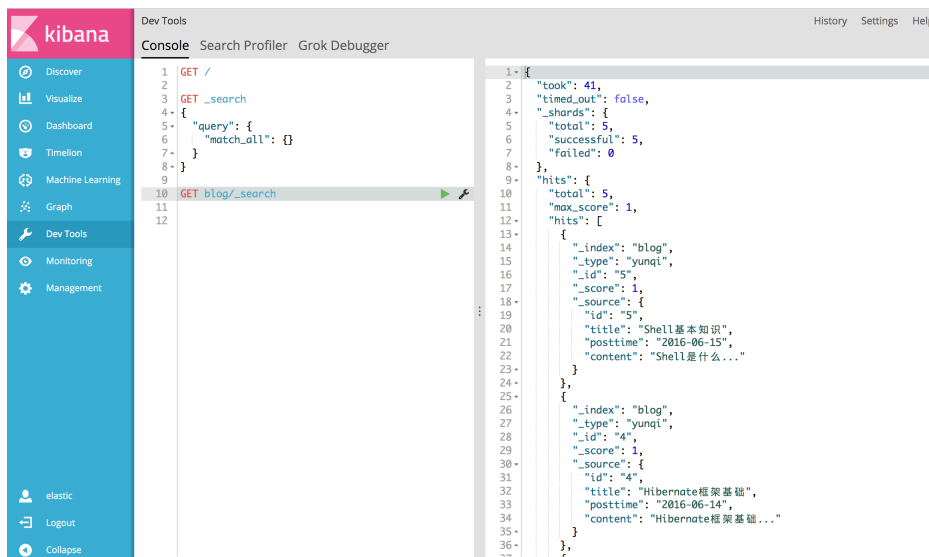 kibana
Discover
Visualize
Dashboard
Timelion
Machine Learning
Graph
Dev Tools
Monitoring
Management
elastic
Logout
Collapse
Dev Tools
History Settings
Console Search Profiler Grok Debugger
1 GET /
2
3 GET _search
4 {
5 "query": {
6 "match_all": {}
7 }
8 }
9
10 GET blog/_search
11
12
1 {
2 "took": 41,
3 "timed_out": false,
4 "_shards": {
5 "total": 5,
6 "successful": 5,
7 "failed": 0
8 },
9 "hits": {
10 "total": 5,
11 "max_score": 1,
12 "hits": [
13 {
14 "_index": "blog",
15 "_type": "yunqi",
16 "_id": "5",
17 "_score": 1,
18 "_source": {
19 "id": "5",
20 "title": "Shell基本知识",
21 "posttime": "2016-06-15",
22 "content": "Shell是什么..."
23 }
24 },
25 {
26 "_index": "blog",
27 "_type": "yunqi",
28 "_id": "4",
29 "_score": 1,
30 "_source": {
31 "id": "4",
32 "title": "Hibernate框架基础",
33 "posttime": "2016-06-14",
34 "content": "Hibernate框架基础..."
35 }
36 },